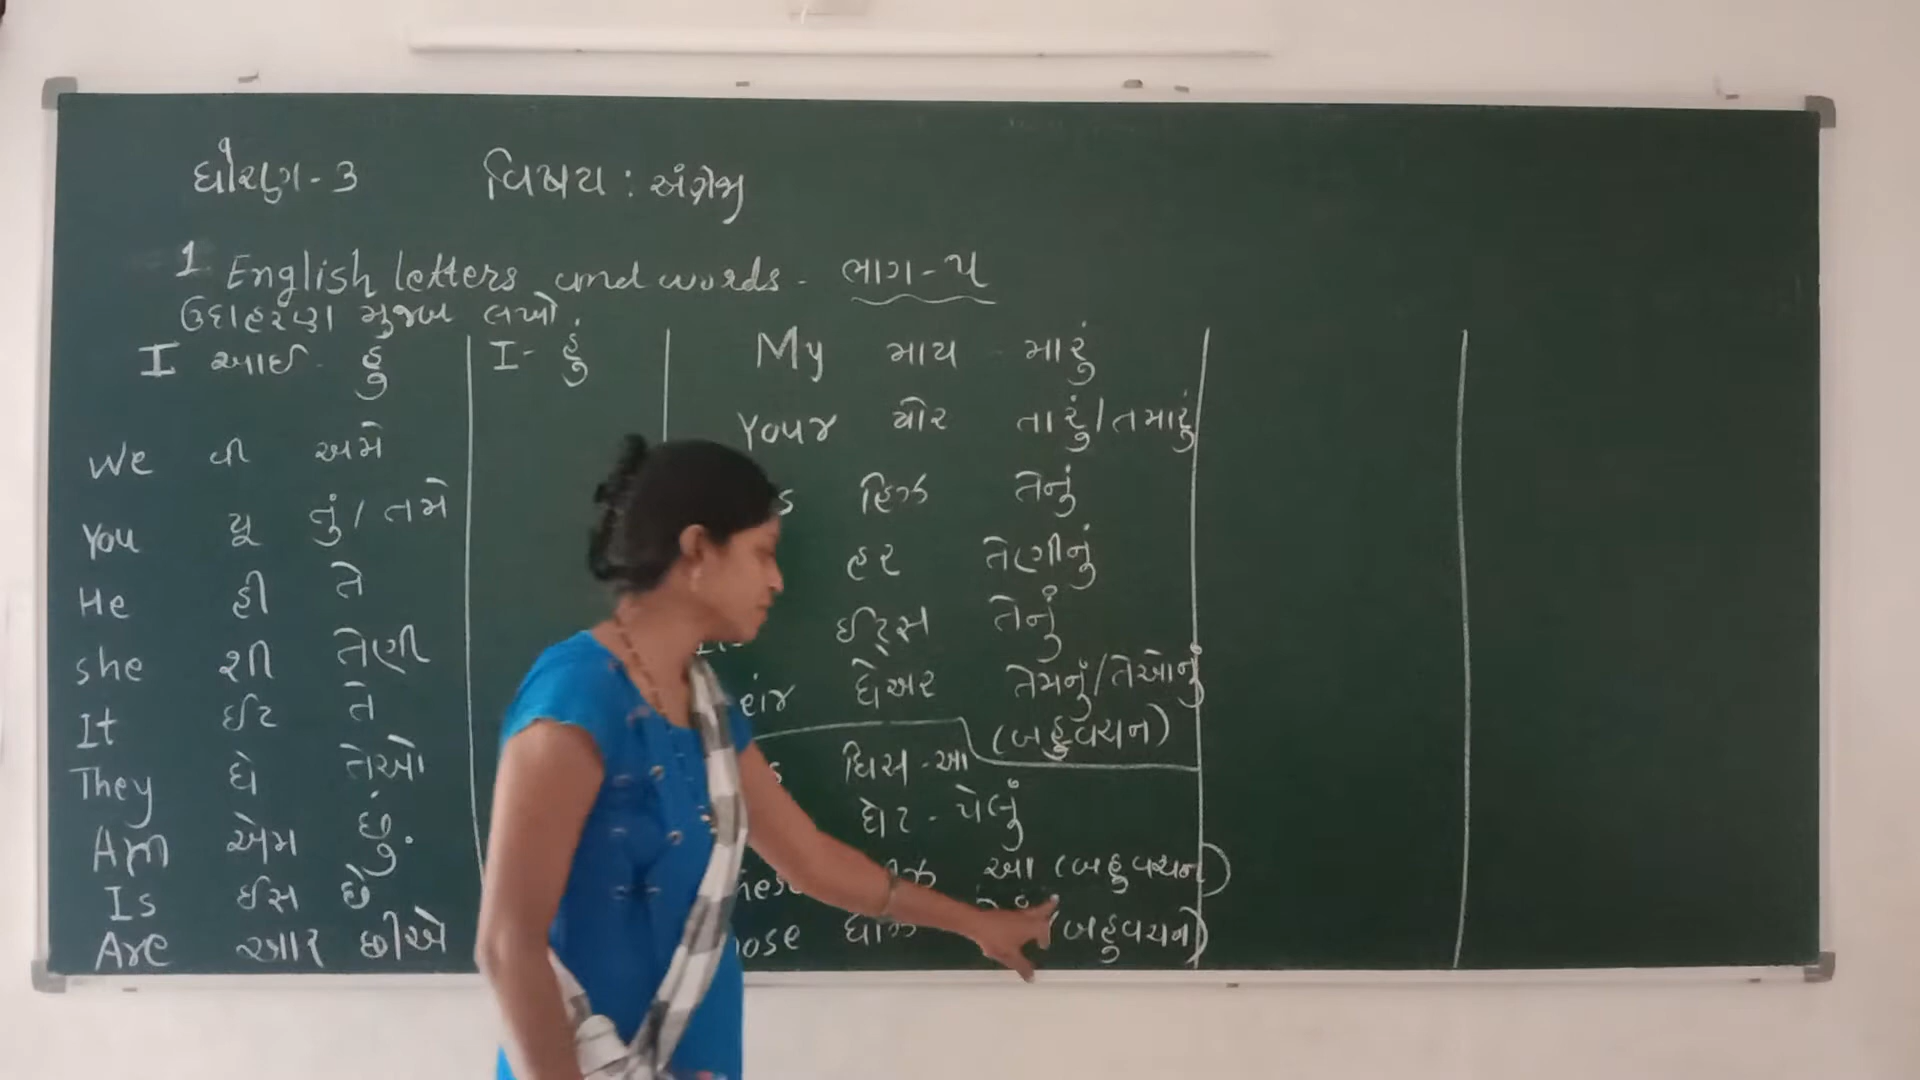 ધોરણ-૩ વિષય : અંગ્રેજી
1 English letters and words - ભાગ-૫
ઉદાહરણ મુજબ લખો
I આઈ - હું
We વી અમે
You યૂ તું / તમે
He હી તે
she શી તેણી
It ઈટ તે
They ધે તેઓ
Am એમ છું.
Is ઈસ છે
Are આર છીએ
I - હું
My માય - મારું
Your યોર તારું / તમારું
હિઝ તેનું
હર તેણીનું
ઈટ્સ તેનું
ધેઅર તેમનું / તેઓનું
(બહુવચન)
ધિસ - આ
ધેટ - પેલું
આ (બહુવચન)
(બહુવચન)